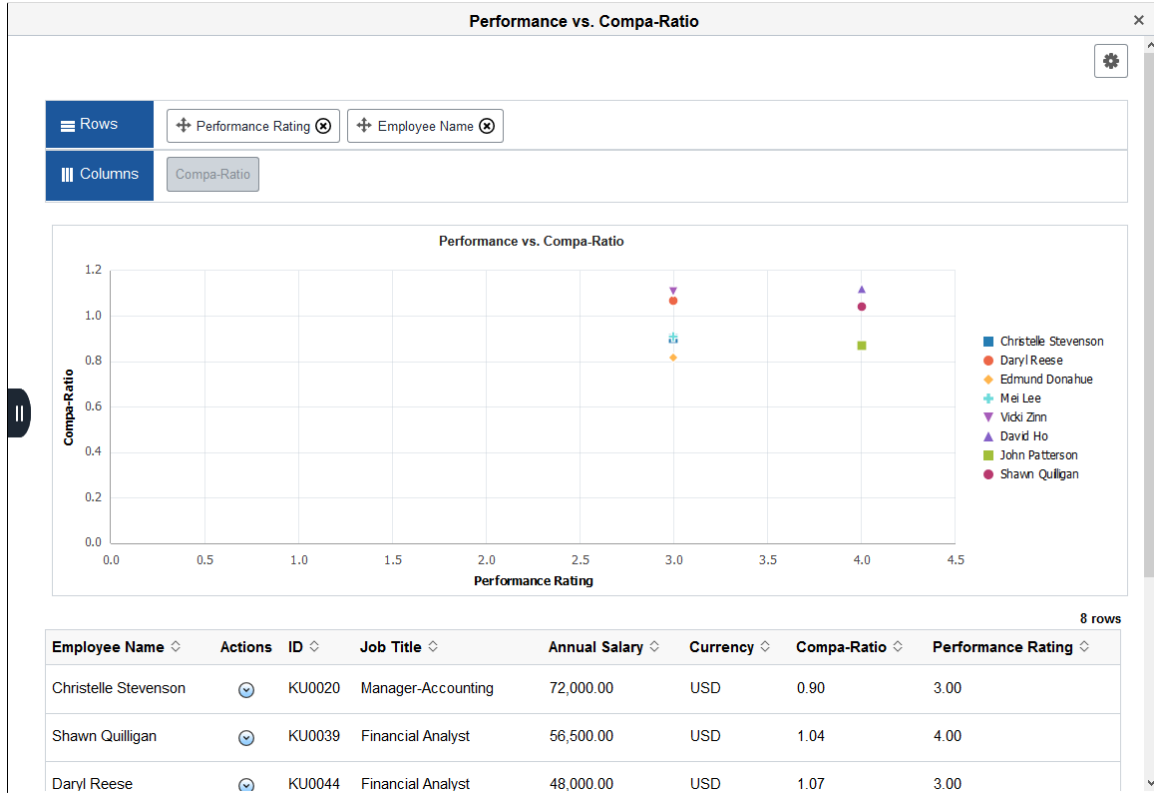 Performance vs. Compa-Ratio
Rows Performance Rating Employee Name
Columns Compa-Ratio
Performance vs. Compa-Ratio
1.2
1.0
0.8
0.6
0.4
0.2
0.0
Compa-Ratio
0.0 0.5 1.0 1.5 2.0 2.5 3.0 3.5 4.0 4.5
Performance Rating
Christelle Stevenson
Daryl Reese
Edmund Donahue
Mei Lee
Vicki Zinn
David Ho
John Patterson
Shawn Quilligan
8 rows
Employee Name Actions ID Job Title Annual Salary Currency Compa-Ratio Performance Rating
Christelle Stevenson KU0020 Manager-Accounting 72,000.00 USD 0.90 3.00
Shawn Quilligan KU0039 Financial Analyst 56,500.00 USD 1.04 4.00
Daryl Reese KU0044 Financial Analyst 48,000.00 USD 1.07 3.00